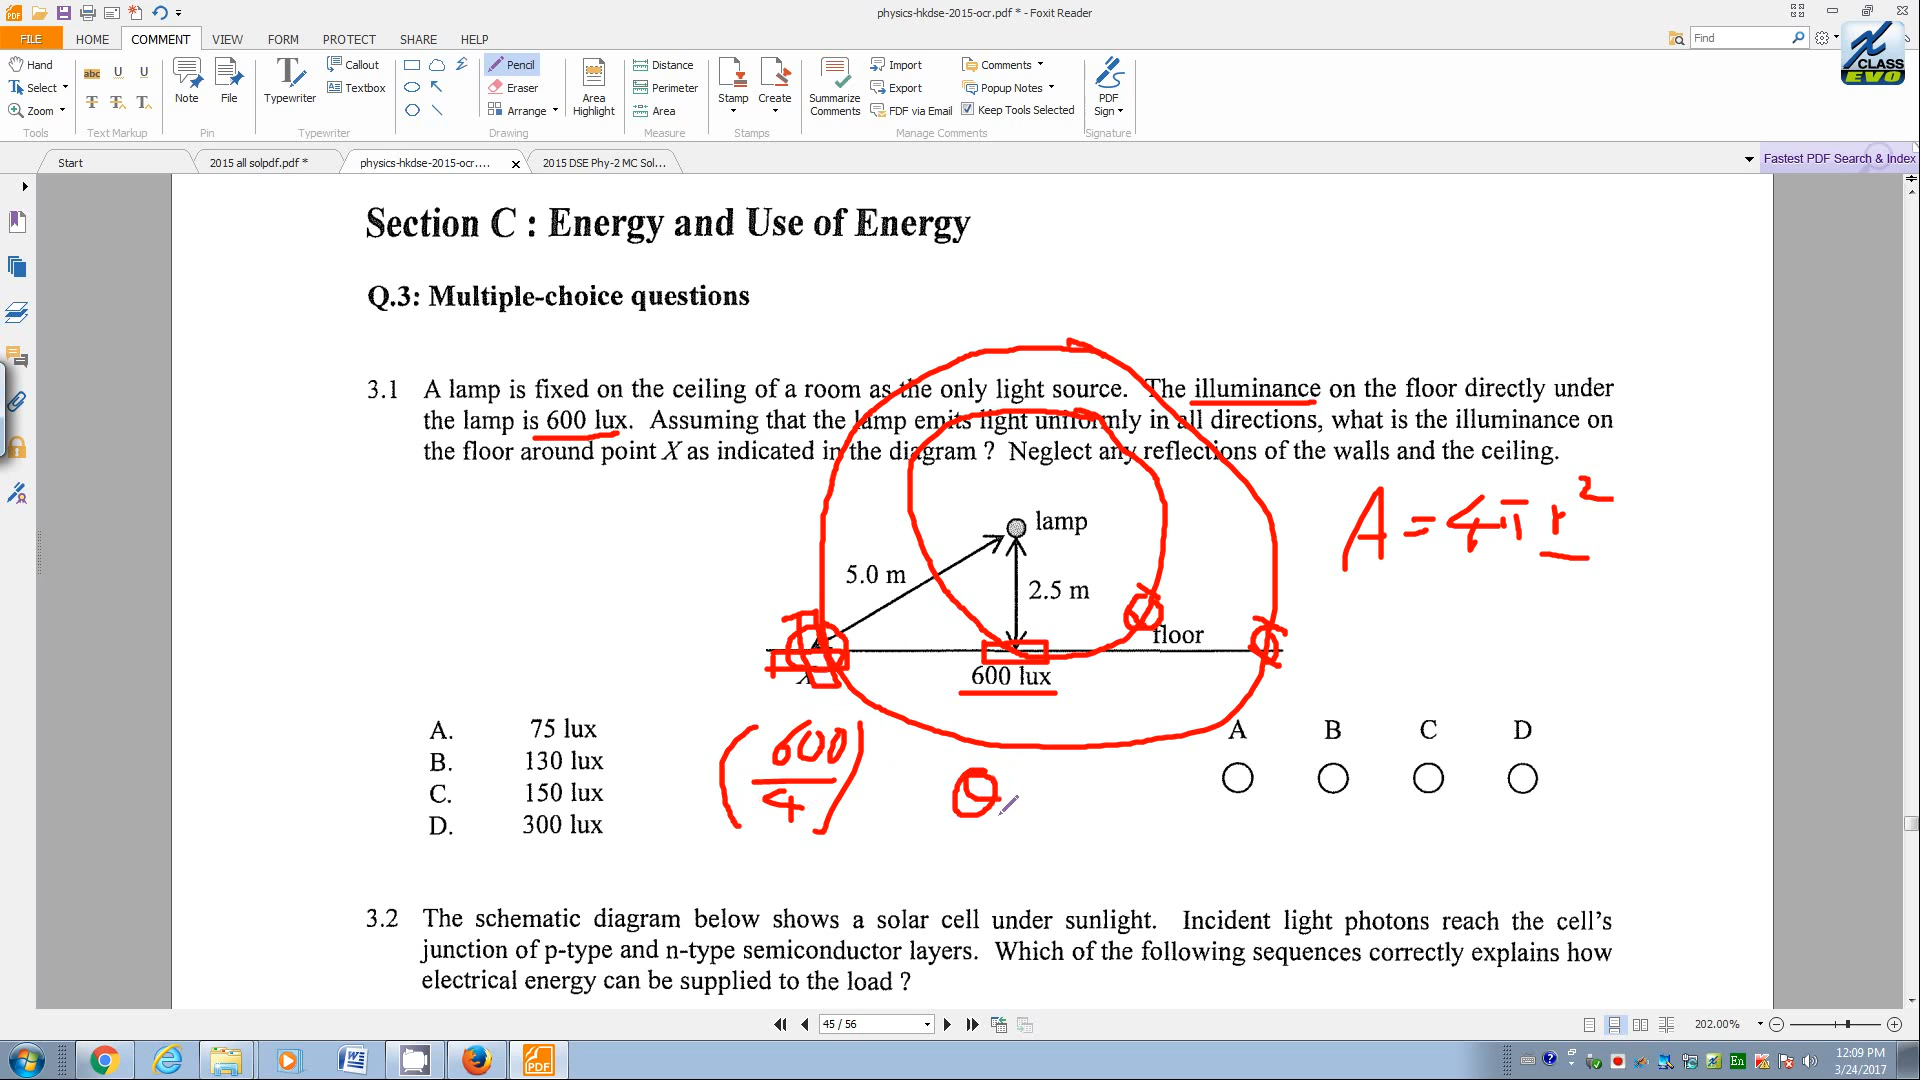 physics-hkdse-2015-ocr.pdf * - Foxit Reader
FILE HOME COMMENT VIEW FORM PROTECT SHARE HELP
Find
Hand
Select
Zoom
Tools
abc U U
T T T
Text Markup
Note
File
Pin
Typewriter
Callout
Textbox
Typewriter
Pencil
Eraser
Arrange
Drawing
Area Highlight
Distance
Perimeter
Area
Measure
Stamp
Create
Stamps
Summarize Comments
Import
Export
FDF via Email
Comments
Popup Notes
Keep Tools Selected
Manage Comments
PDF Sign
Signature
X CLASS EVO
Start
2015 all solpdf.pdf *
physics-hkdse-2015-ocr....
2015 DSE Phy-2 MC Sol...
Fastest PDF Search & Index
Section C : Energy and Use of Energy
Q.3: Multiple-choice questions
3.1 A lamp is fixed on the ceiling of a room as the only light source. The illuminance on the floor directly under
the lamp is 600 lux. Assuming that the lamp emits light uniformly in all directions, what is the illuminance on
the floor around point X as indicated in the diagram ? Neglect any reflections of the walls and the ceiling.
A = 4π r²
lamp
5.0 m
2.5 m
floor
X
600 lux
A. 75 lux
B. 130 lux
C. 150 lux
D. 300 lux
(600/4)
A B C D
3.2 The schematic diagram below shows a solar cell under sunlight. Incident light photons reach the cell's
junction of p-type and n-type semiconductor layers. Which of the following sequences correctly explains how
electrical energy can be supplied to the load ?
45 / 56
202.00%
PDF
En
12:09 PM
3/24/2017